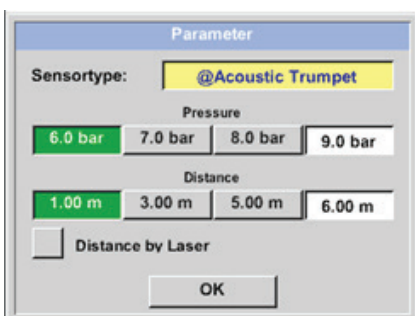 Parameter
Sensortype: @Acoustic Trumpet
Pressure
6.0 bar 7.0 bar 8.0 bar 9.0 bar
Distance
1.00 m 3.00 m 5.00 m 6.00 m
Distance by Laser
OK